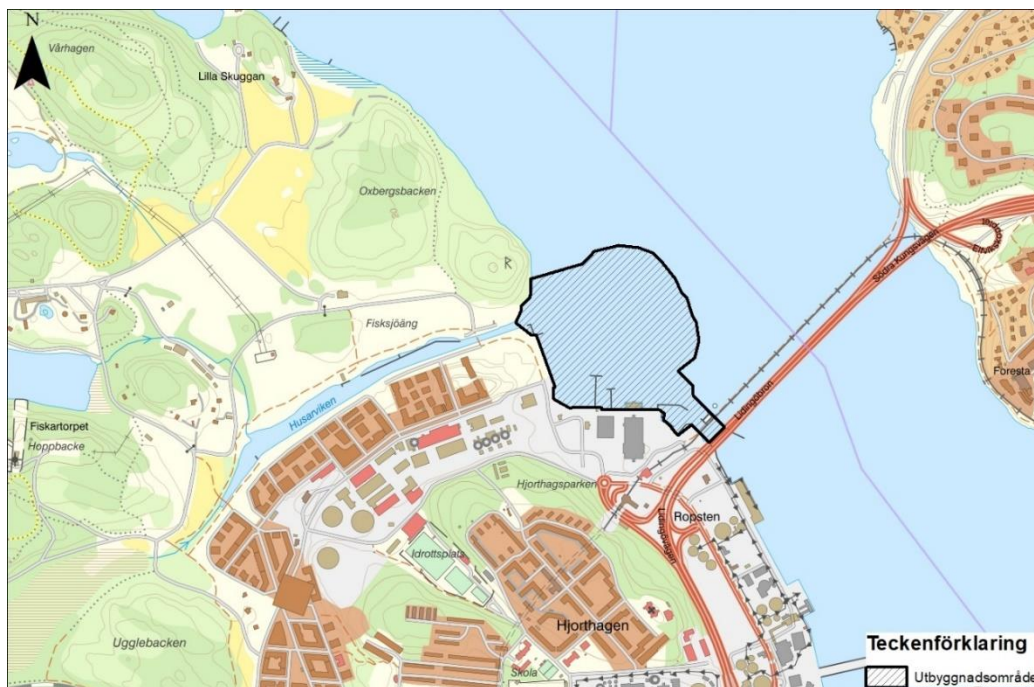 N
Vårhagen
Lilla Skuggan
Oxbergsbacken
R
Fisksjöäng
Husarviken
Fiskartorpet
Hoppbacke
Södra Kungsvägen
Foresta
Lidingöbron
Hjorthagsparken
Ropsten
Lidingövägen
Idrottsplats
Hjorthagen
Ugglebacken
Skola
Teckenförklaring
Utbyggnadsområde